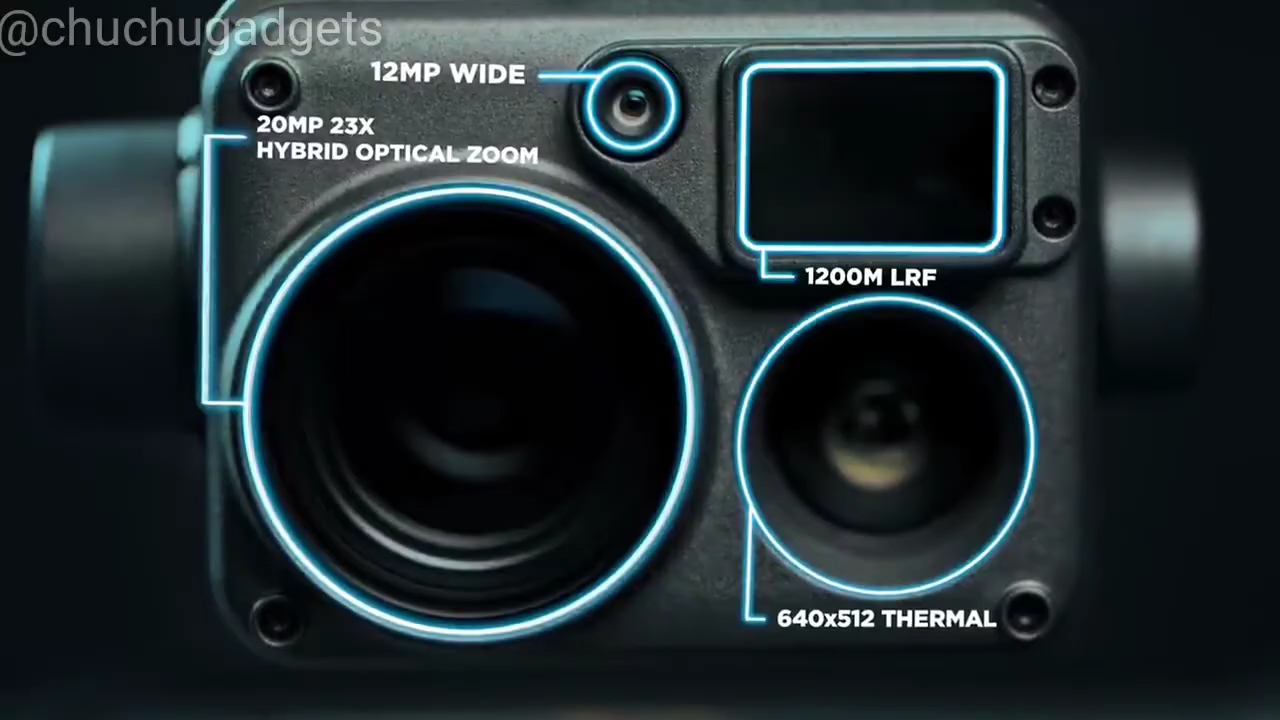 @chuchugadgets
12MP WIDE
20MP 23X
HYBRID OPTICAL ZOOM
1200M LRF
640x512 THERMAL